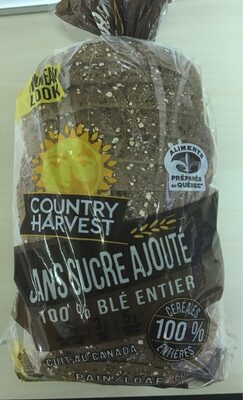 NOUVEAU
LOOK
ALIMENTS
PRÉPARÉS
AU QUÉBEC
COUNTRY
HARVEST
SANS SUCRE AJOUTÉ
100 % BLÉ ENTIER
CÉRÉALES
100 %
ENTIÈRES
CUIT AU CANADA
PAIN/LOAF